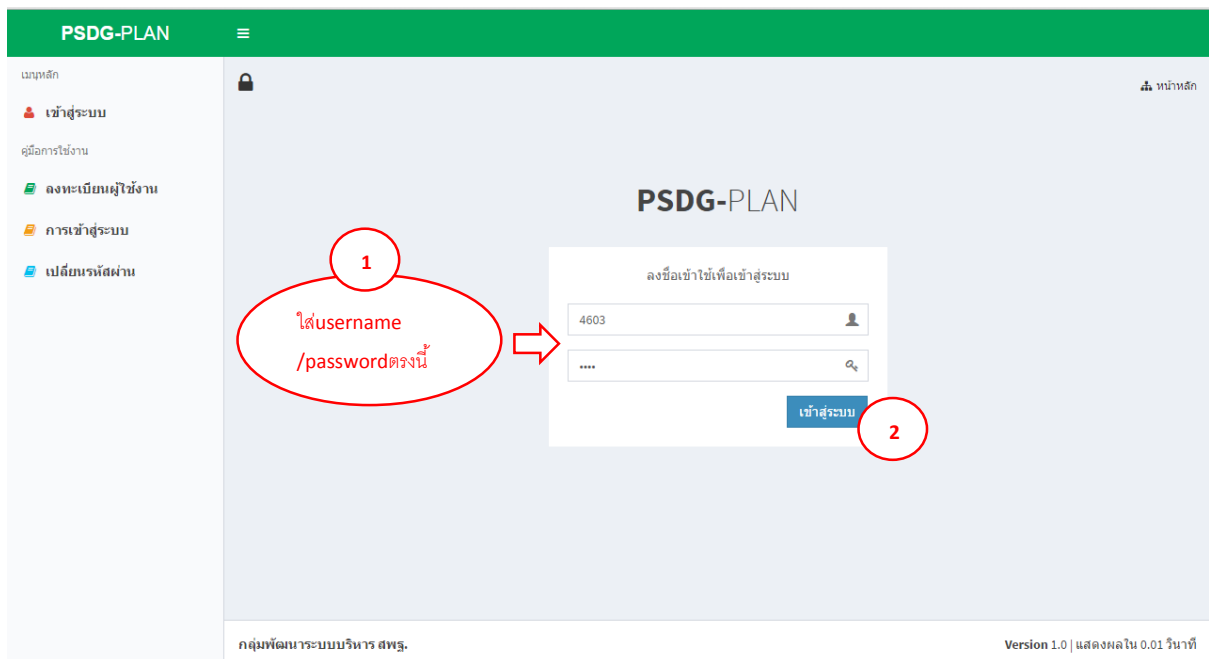 PSDG-PLAN
เมนูหลัก
เข้าสู่ระบบ
คู่มือการใช้งาน
ลงทะเบียนผู้ใช้งาน
การเข้าสู่ระบบ
เปลี่ยนรหัสผ่าน
หน้าหลัก
PSDG-PLAN
ลงชื่อเข้าใช้เพื่อเข้าสู่ระบบ
1
ใส่username
/passwordตรงนี้
4603
....
เข้าสู่ระบบ
2
กลุ่มพัฒนาระบบบริหาร สพฐ.
Version 1.0 | แสดงผลใน 0.01 วินาที